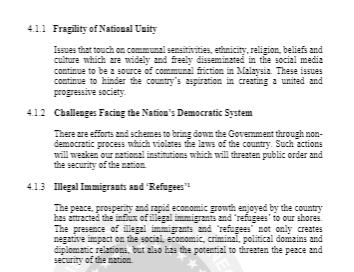 4.1.1 Fragility of National Unity
Issues that touch on communal sensitivities, ethnicity, religion, beliefs and
culture which are widely and freely disseminated in the social media
continue to be a source of communal friction in Malaysia. These issues
continue to hinder the country's aspiration in creating a united and
progressive society.
4.1.2 Challenges Facing the Nation's Democratic System
There are efforts and schemes to bring down the Government through non-
democratic process which violates the laws of the country. Such actions
will weaken our national institutions which will threaten public order and
the security of the nation.
4.1.3 Illegal Immigrants and 'Refugees'¹
The peace, prosperity and rapid economic growth enjoyed by the country
has attracted the influx of illegal immigrants and 'refugees' to our shores.
The presence of illegal immigrants and 'refugees' not only creates
negative impact on the social, economic, criminal, political domains and
diplomatic relations, but also has the potential to threaten the peace and
security of the nation.